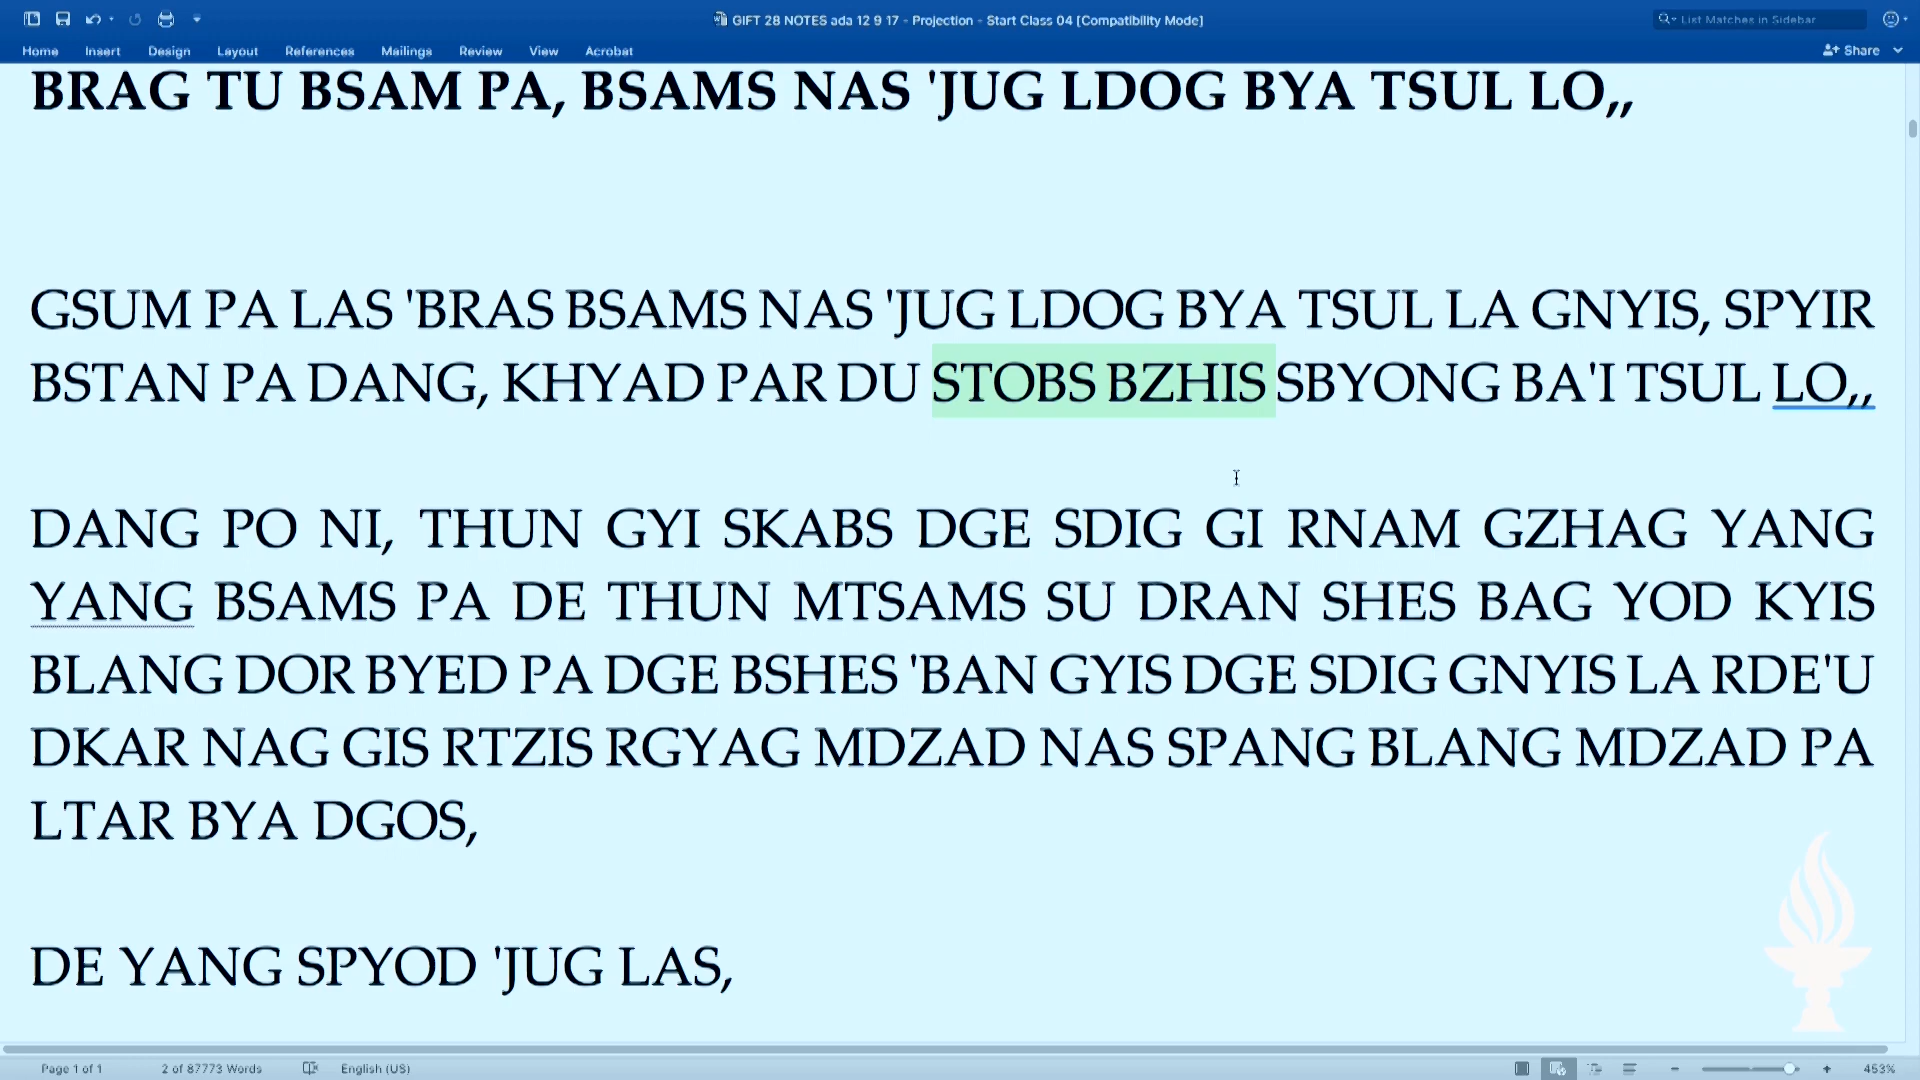 GIFT 28 NOTES ada 12 9 17 - Projection - Start Class 04 [Compatibility Mode]
List Matches in Sidebar
Home Insert Design Layout References Mailings Review View Acrobat Share
BRAG TU BSAM PA, BSAMS NAS 'JUG LDOG BYA TSUL LO,,
GSUM PA LAS 'BRAS BSAMS NAS 'JUG LDOG BYA TSUL LA GNYIS, SPYIR
BSTAN PA DANG, KHYAD PAR DU STOBS BZHIS SBYONG BA'I TSUL LO,,
DANG PO NI, THUN GYI SKABS DGE SDIG GI RNAM GZHAG YANG
YANG BSAMS PA DE THUN MTSAMS SU DRAN SHES BAG YOD KYIS
BLANG DOR BYED PA DGE BSHES 'BAN GYIS DGE SDIG GNYIS LA RDE'U
DKAR NAG GIS RTZIS RGYAG MDZAD NAS SPANG BLANG MDZAD PA
LTAR BYA DGOS,
DE YANG SPYOD 'JUG LAS,
Page 1 of 1 2 of 87773 Words English (US) 453%